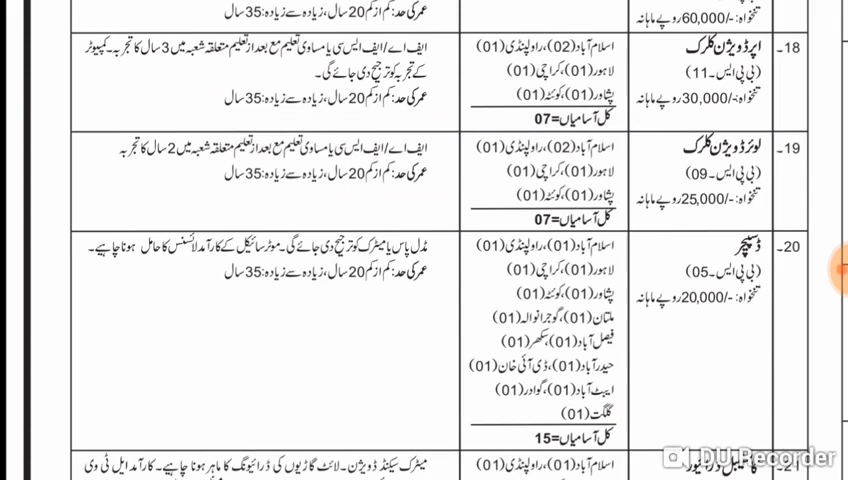 عمر کی حد: کم از کم 20 سال، زیادہ سے زیادہ: 35 سال
تنخواہ:-/60,000 روپے ماہانہ
18۔
اپر ڈویژن کلرک
(بی پی ایس۔11)
تنخواہ:-/30,000 روپے ماہانہ
اسلام آباد (02)، راولپنڈی (01)
لاہور (01)، کراچی (01)
پشاور (01)، کوئٹہ (01)
کل آسامیاں=07
ایف اے/ ایف ایس سی یا مساوی تعلیم مع بعد از تعلیم متعلقہ شعبہ میں 3 سال کا تجربہ۔ کمپیوٹر
کے تجربہ کو ترجیح دی جائے گی۔
عمر کی حد: کم از کم 20 سال، زیادہ سے زیادہ: 35 سال
19۔
لوئر ڈویژن کلرک
(بی پی ایس۔09)
تنخواہ:-/25,000 روپے ماہانہ
اسلام آباد (02)، راولپنڈی (01)
لاہور (01)، کراچی (01)
پشاور (01)، کوئٹہ (01)
کل آسامیاں=07
ایف اے/ ایف ایس سی یا مساوی تعلیم مع بعد از تعلیم متعلقہ شعبہ میں 2 سال کا تجربہ
عمر کی حد: کم از کم 20 سال، زیادہ سے زیادہ: 35 سال
20۔
ڈسپیچر
(بی پی ایس۔05)
تنخواہ:-/20,000 روپے ماہانہ
اسلام آباد (01)، راولپنڈی (01)
لاہور (01)، کراچی (01)
پشاور (01)، کوئٹہ (01)
ملتان (01)، گوجرانوالہ (01)
فیصل آباد (01)، سکھر (01)
حیدر آباد (01)، ڈی آئی خان (01)
ایبٹ آباد (01)، گوادر (01)
گلگت (01)
کل آسامیاں=15
مڈل پاس یا میٹرک کو ترجیح دی جائے گی۔ موٹر سائیکل کے کارآمد لائسنس کا حامل ہونا چاہیے۔
عمر کی حد: کم از کم 20 سال، زیادہ سے زیادہ: 35 سال
21۔
کانسٹیبل ڈرائیور
اسلام آباد (01)، راولپنڈی (01)
میٹرک سیکنڈ ڈویژن۔ لائٹ گاڑیوں کی ڈرائیونگ کا ماہر ہونا چاہیے۔ کارآمد ایل ٹی وی
DU Recorder